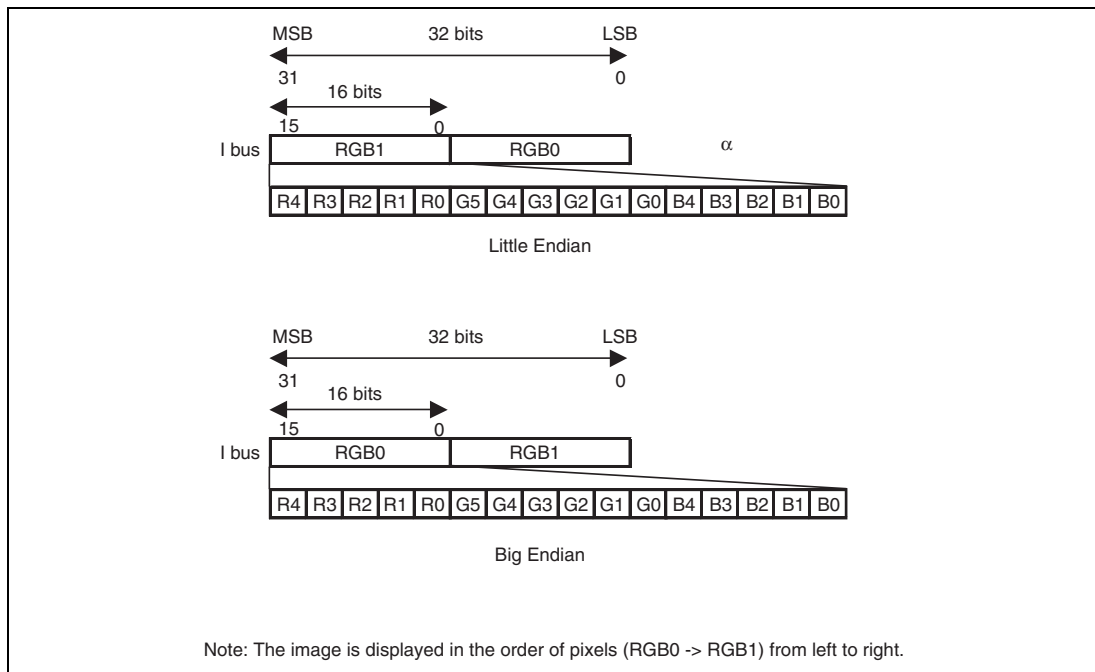 MSB 32 bits LSB
31 0
16 bits
15 0
I bus RGB1 RGB0 α
R4 R3 R2 R1 R0 G5 G4 G3 G2 G1 G0 B4 B3 B2 B1 B0
Little Endian
MSB 32 bits LSB
31 0
16 bits
15 0
I bus RGB0 RGB1
R4 R3 R2 R1 R0 G5 G4 G3 G2 G1 G0 B4 B3 B2 B1 B0
Big Endian
Note: The image is displayed in the order of pixels (RGB0 -> RGB1) from left to right.